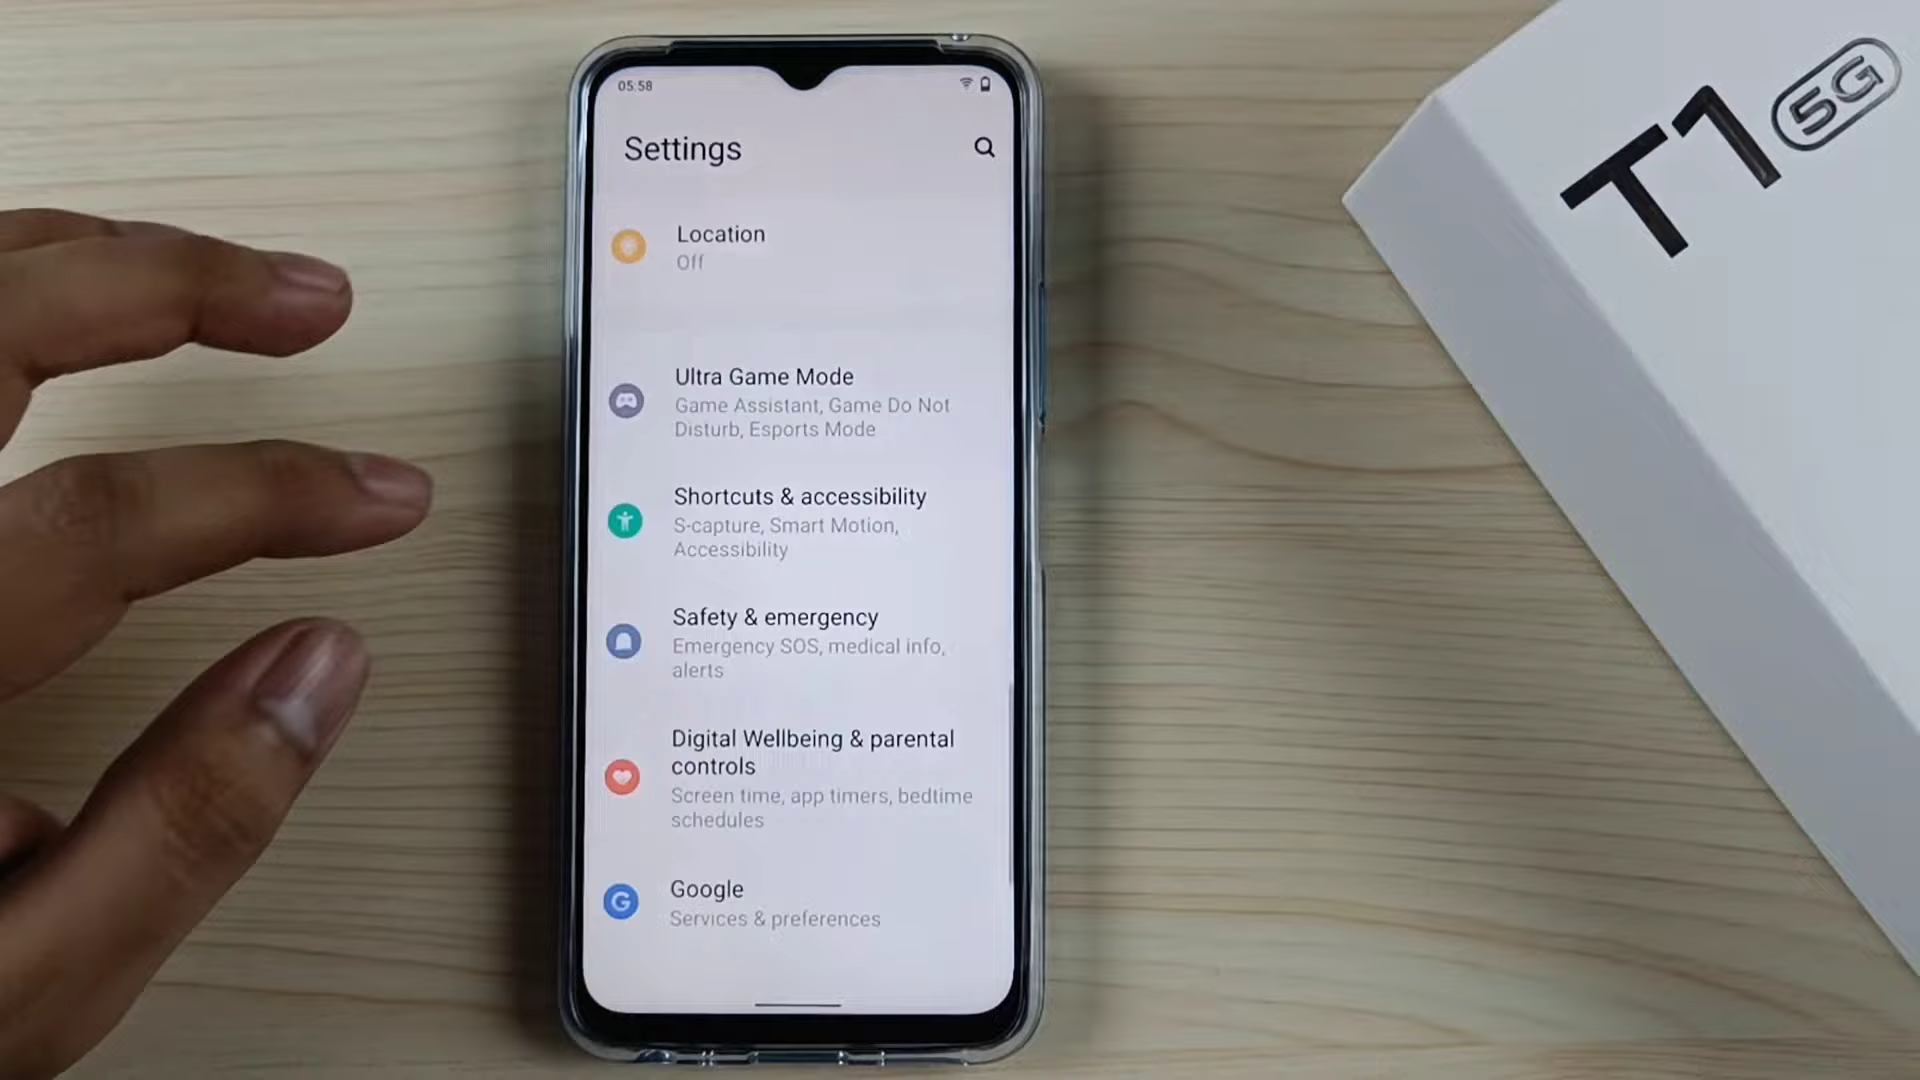 05:58
Settings
Location
Off
Ultra Game Mode
Game Assistant, Game Do Not
Disturb, Esports Mode
Shortcuts & accessibility
S-capture, Smart Motion,
Accessibility
Safety & emergency
Emergency SOS, medical info,
alerts
Digital Wellbeing & parental
controls
Screen time, app timers, bedtime
schedules
G
Google
Services & preferences
T1 5G